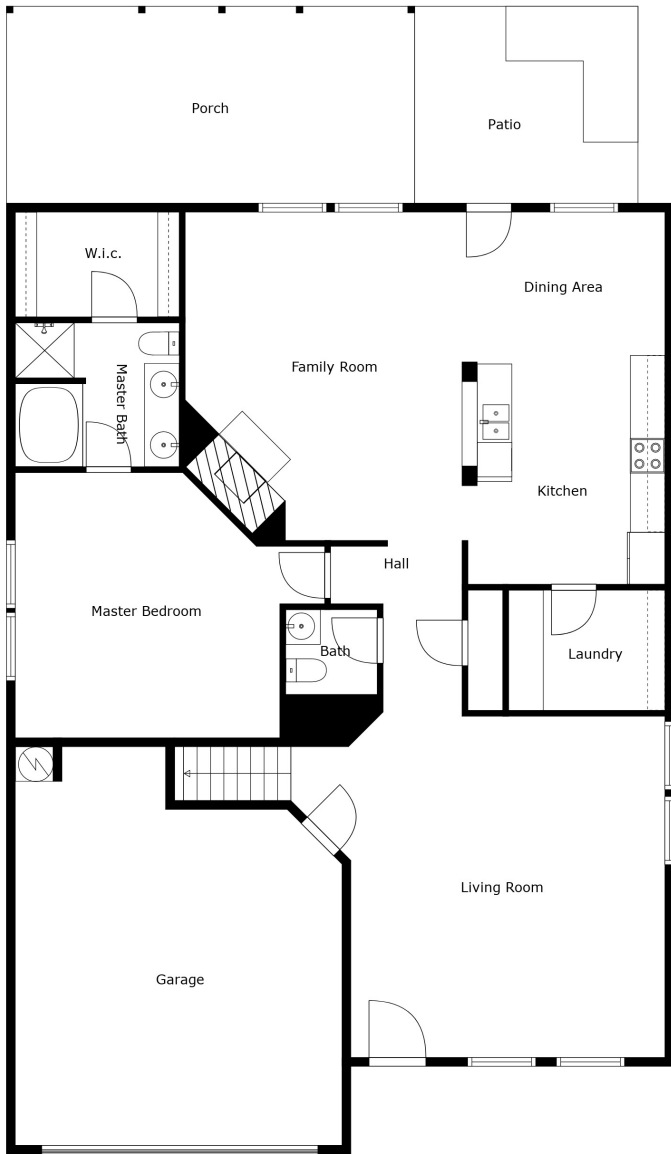 Porch
Patio
W.i.c.
Dining Area
Family Room
Master Bath
Kitchen
Hall
Master Bedroom
Bath
Laundry
Living Room
Garage